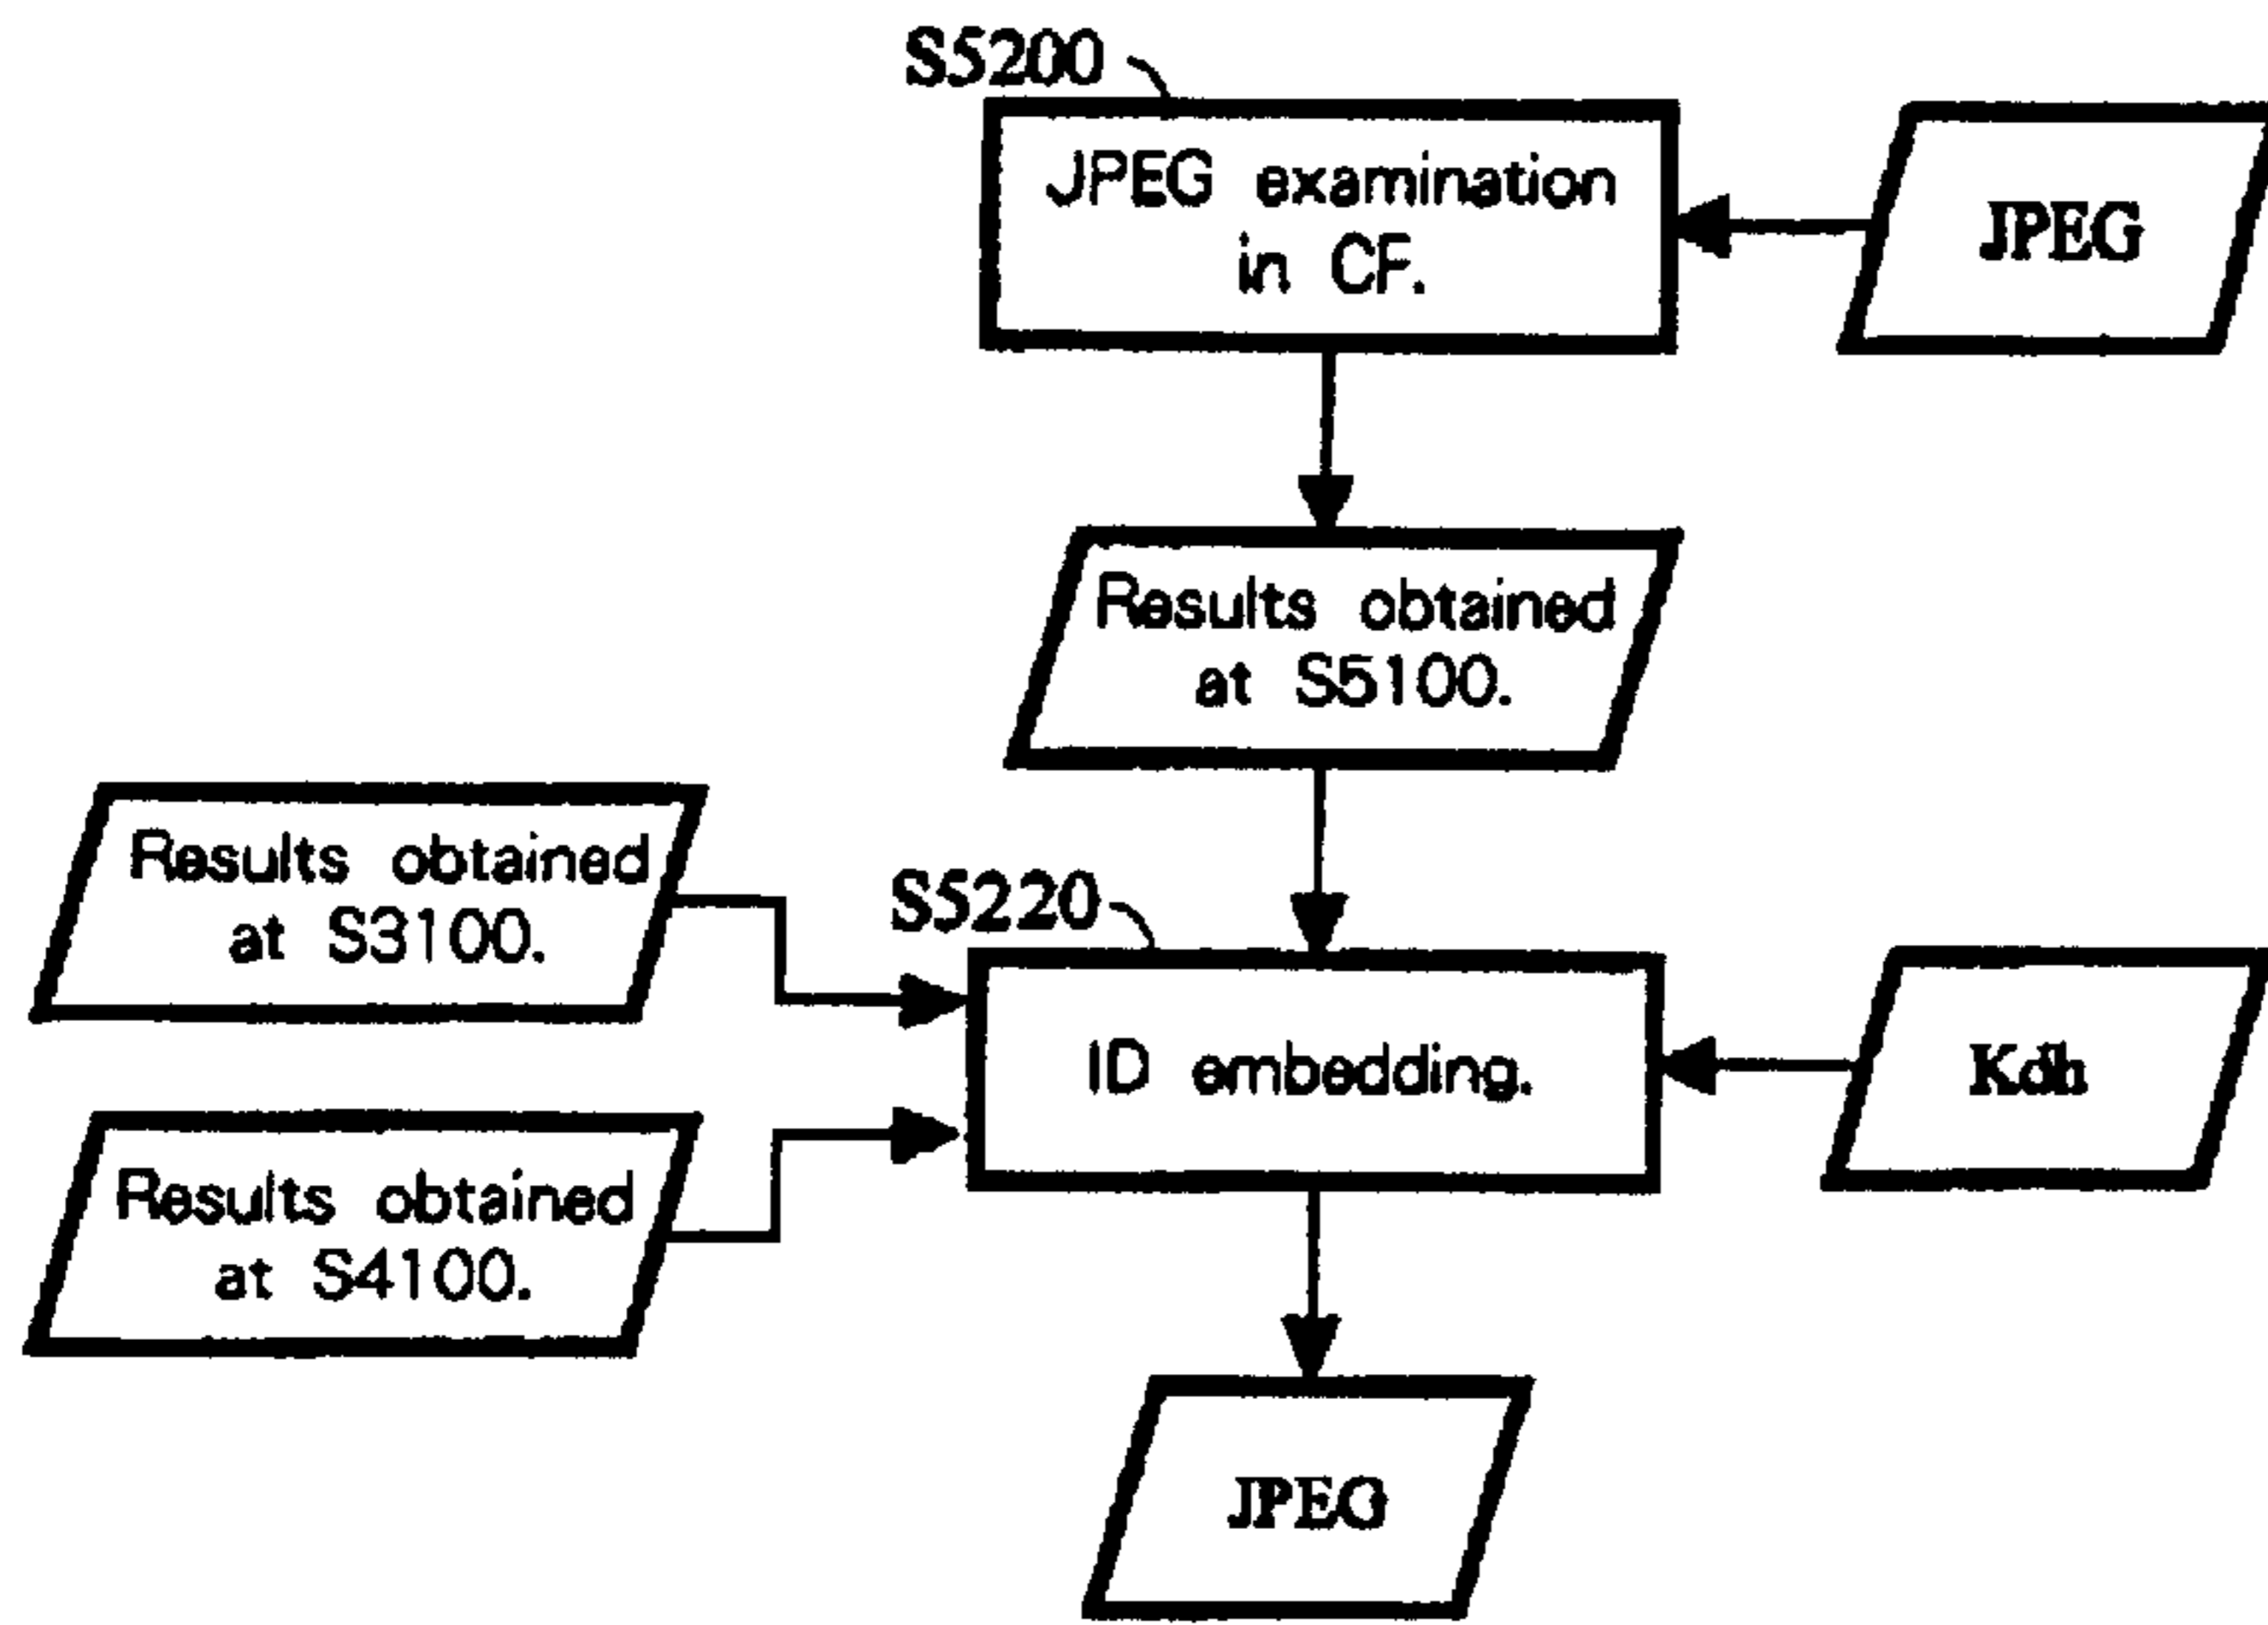 S5200
JPEG examination
in CF.
JPEG
Results obtained
at S5100.
Results obtained
at S3100.
S5220
ID embedding.
Kdh
Results obtained
at S4100.
JPEG